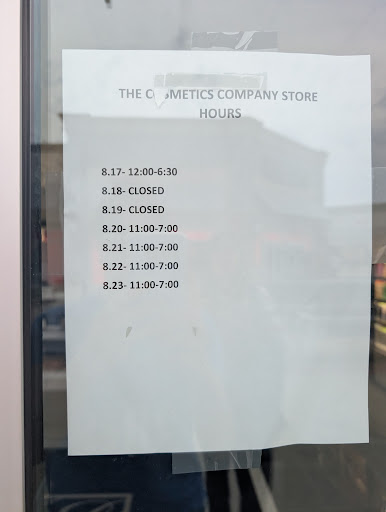 THE COSMETICS COMPANY STORE
HOURS
8.17- 12:00-6:30
8.18- CLOSED
8.19- CLOSED
8.20- 11:00-7:00
8.21- 11:00-7:00
8.22- 11:00-7:00
8.23- 11:00-7:00